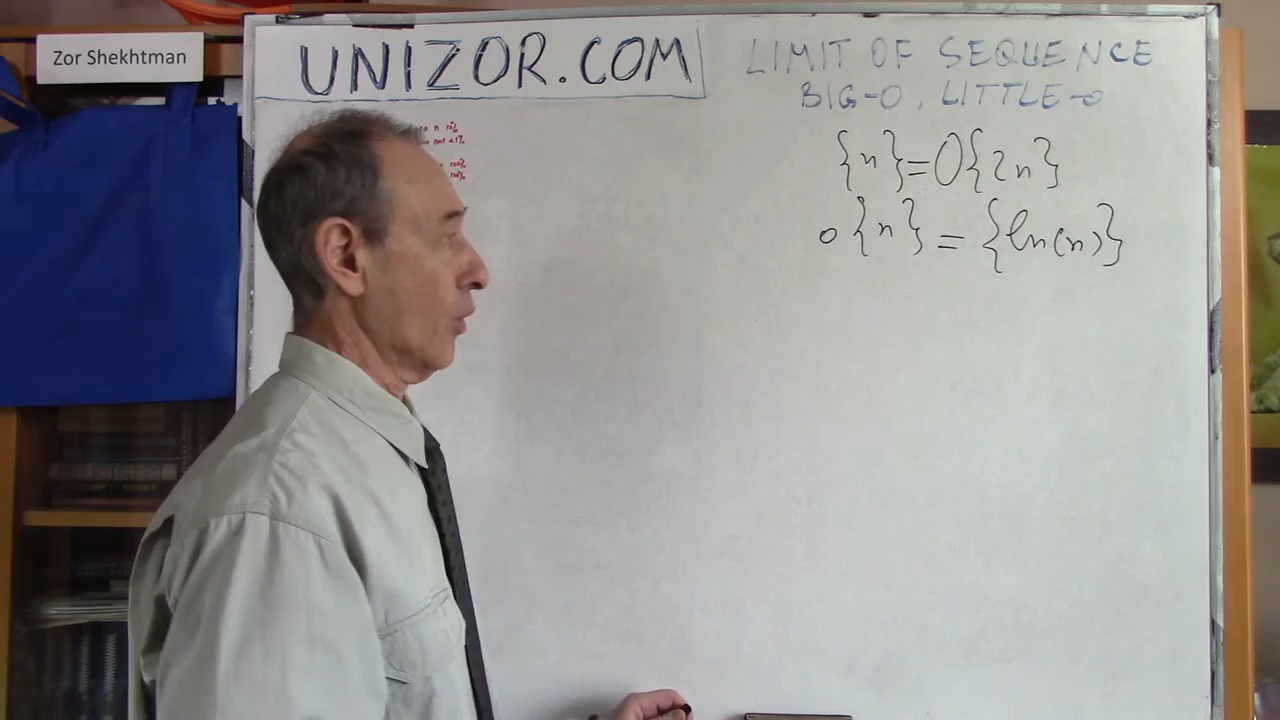 Zor Shekhtman
UNIZOR.COM
LIMIT OF SEQUENCE
BIG-O, LITTLE-o
{n}=O{2n}
o{n} = {ln(n)}